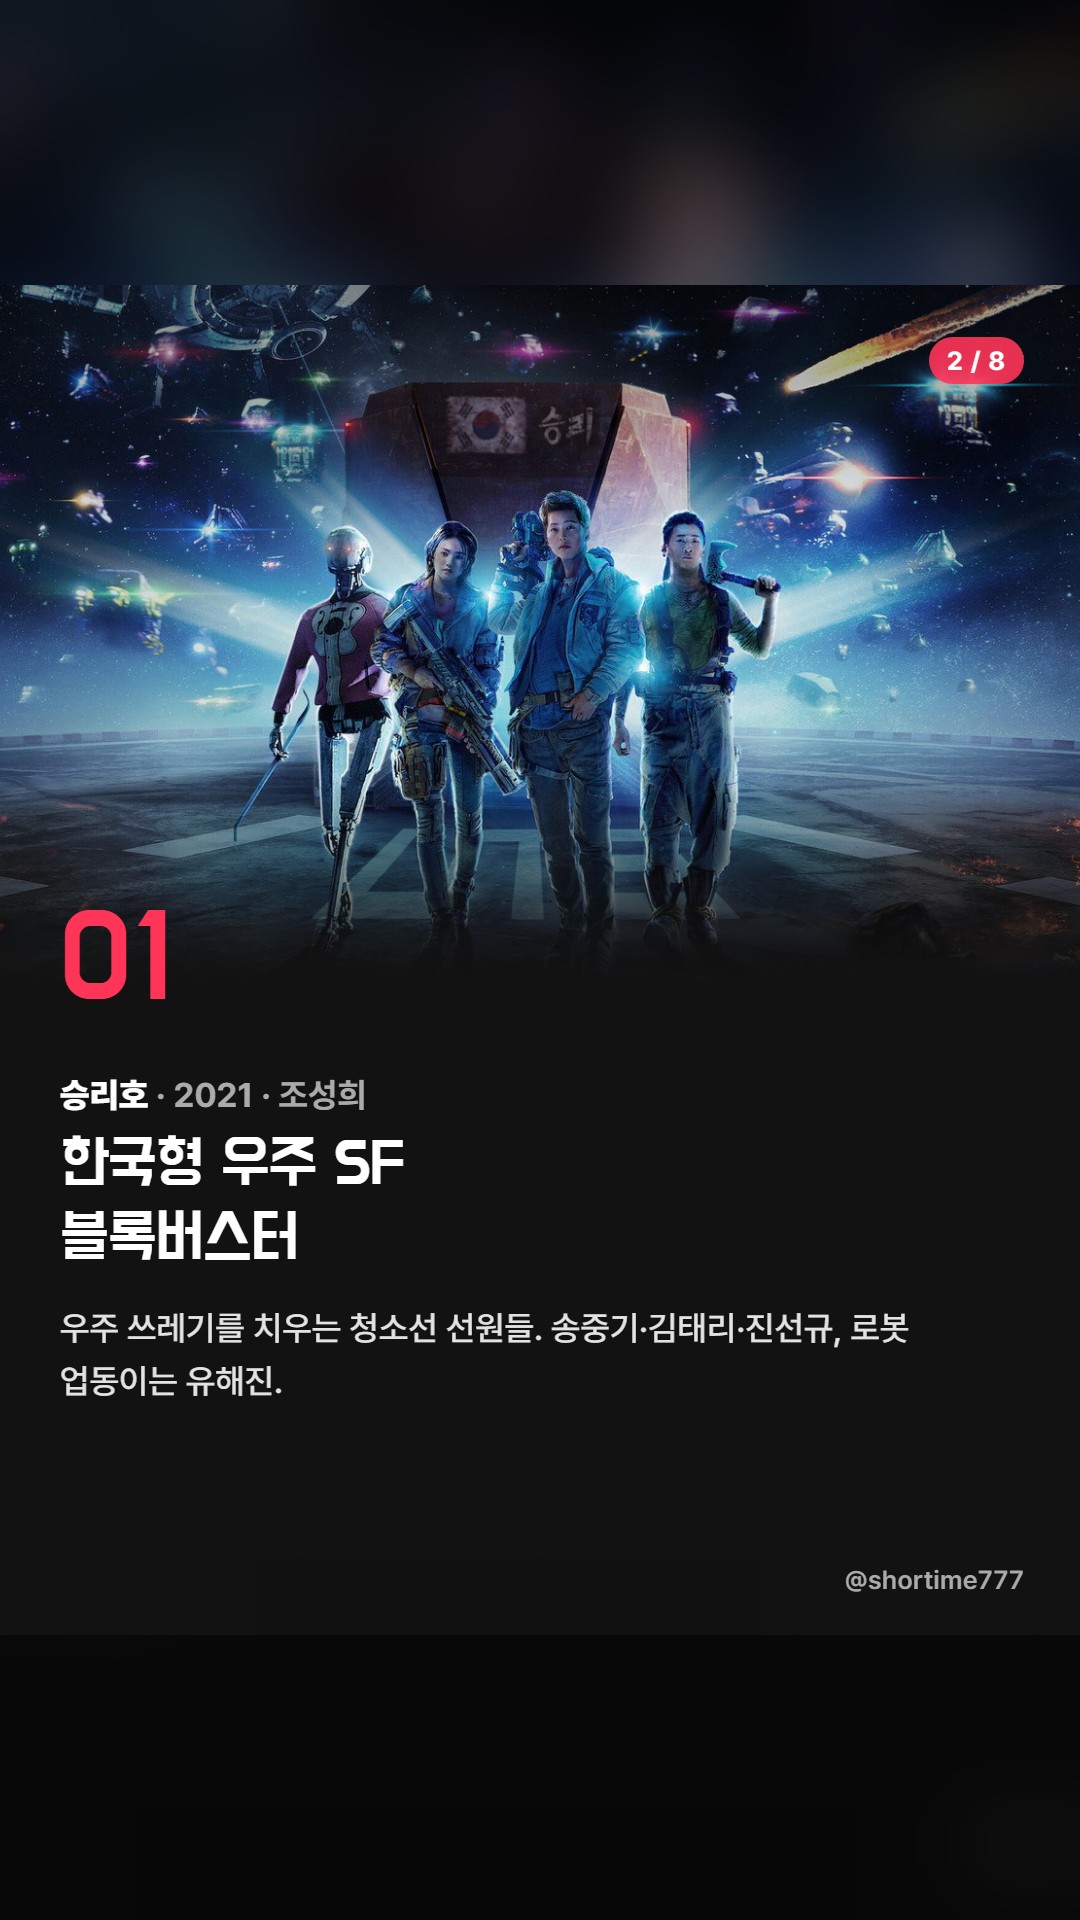 2 / 8
승리
01
승리호 · 2021 · 조성희
한국형 우주 SF
블록버스터
우주 쓰레기를 치우는 청소선 선원들. 송중기·김태리·진선규, 로봇
업동이는 유해진.
@shortime777